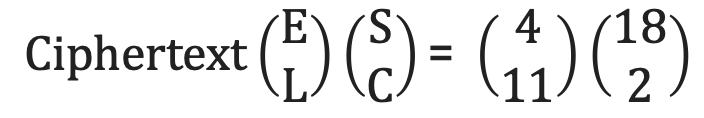 Ciphertext (E L) (S C) = (4 11) (18 2)